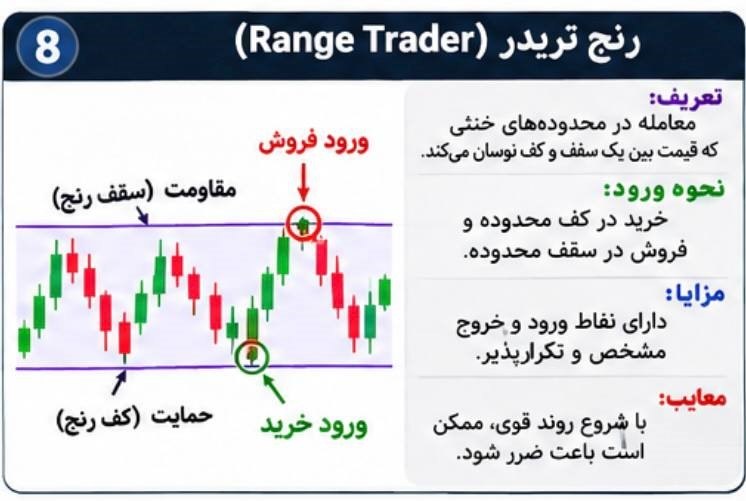 8
رنج تریدر (Range Trader)
تعریف:
معامله در محدوده‌های خنثی
که قیمت بین یک سقف و کف نوسان می‌کند.
نحوه ورود:
خرید در کف محدوده و
فروش در سقف محدوده.
مزایا:
دارای نقاط ورود و خروج
مشخص و تکرارپذیر.
معایب:
با شروع روند قوی، ممکن
است باعث ضرر شود.
ورود فروش
مقاومت (سقف رنج)
حمایت (کف رنج)
ورود خرید